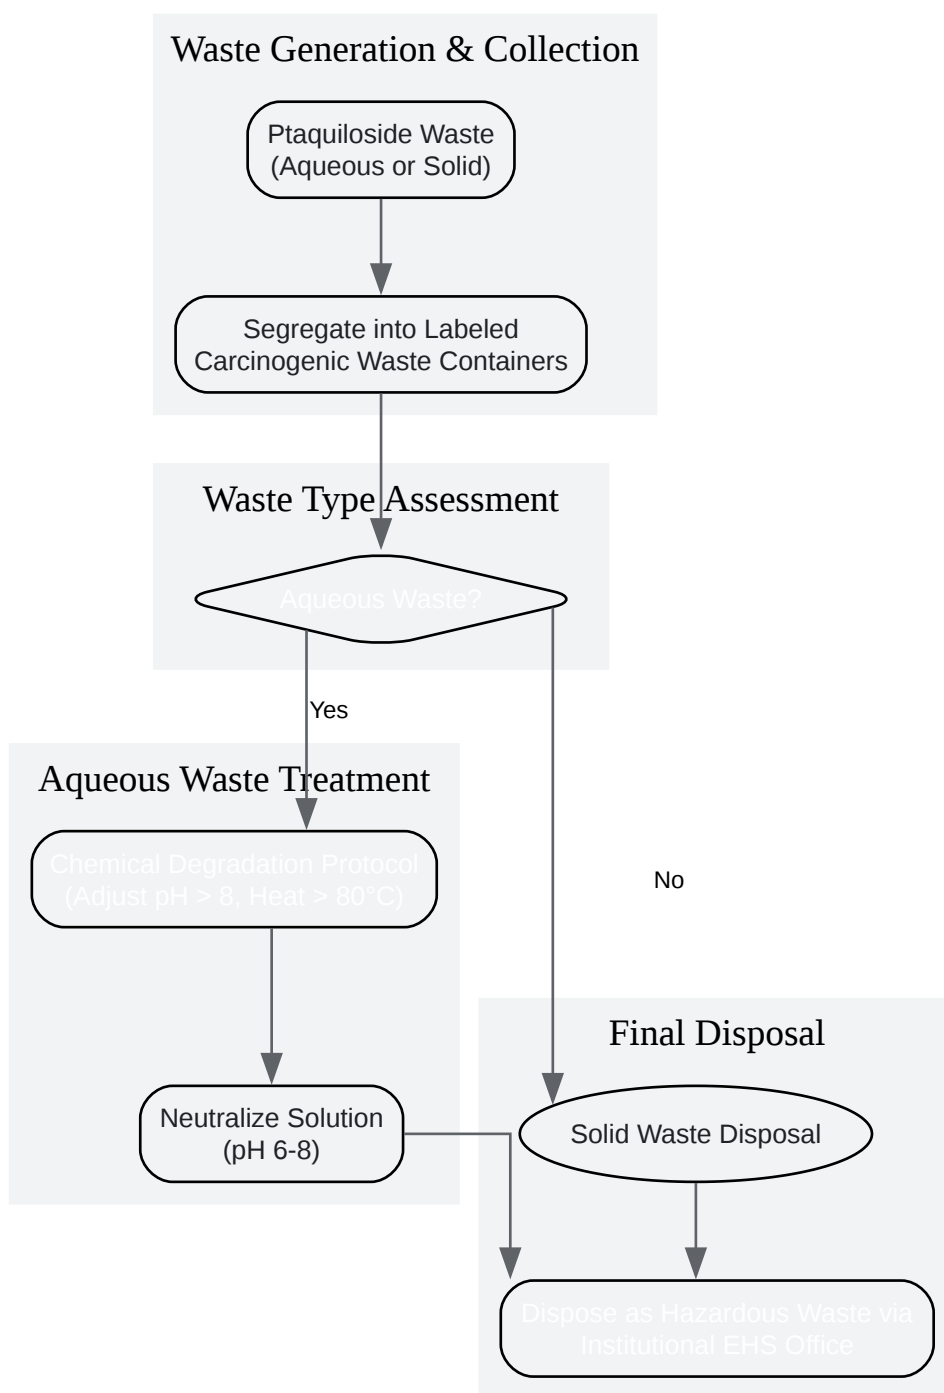 Waste Generation & Collection
Ptaquiloside Waste
(Aqueous or Solid)
Segregate into Labeled
Carcinogenic Waste Containers
Waste Type Assessment
Aqueous Waste?
Yes
Aqueous Waste Treatment
Chemical Degradation Protocol
(Adjust pH > 8, Heat > 80°C)
No
Final Disposal
Neutralize Solution
(pH 6-8)
Solid Waste Disposal
Dispose as Hazardous Waste via
Institutional EHS Office